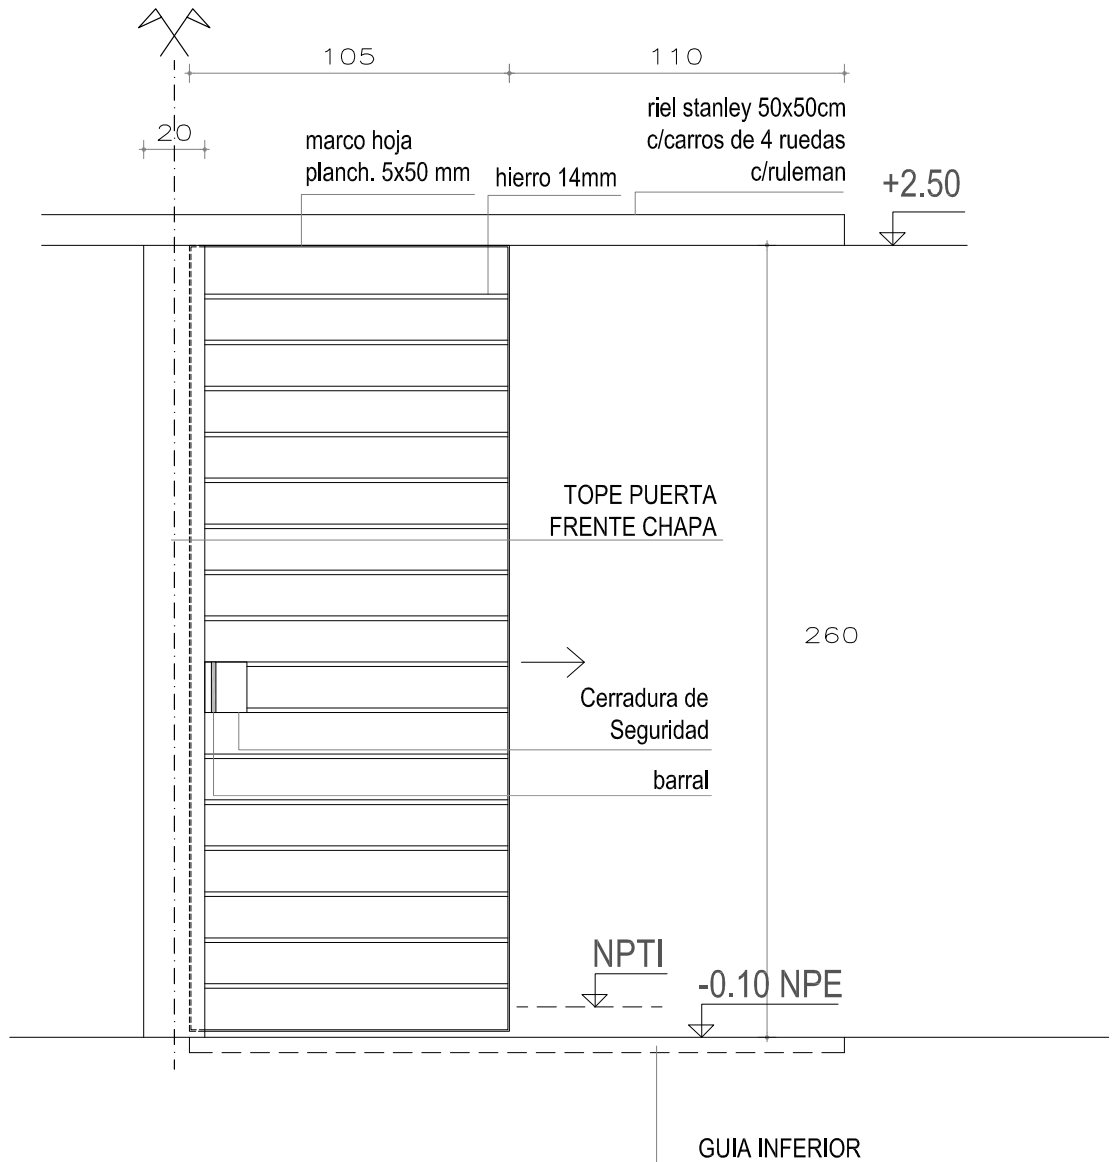 105
110
20
marco hoja
planch. 5x50 mm
hierro 14mm
riel stanley 50x50cm
c/carros de 4 ruedas
c/ruleman
+2.50
TOPE PUERTA
FRENTE CHAPA
260
Cerradura de
Seguridad
barral
NPTI
-0.10 NPE
GUIA INFERIOR